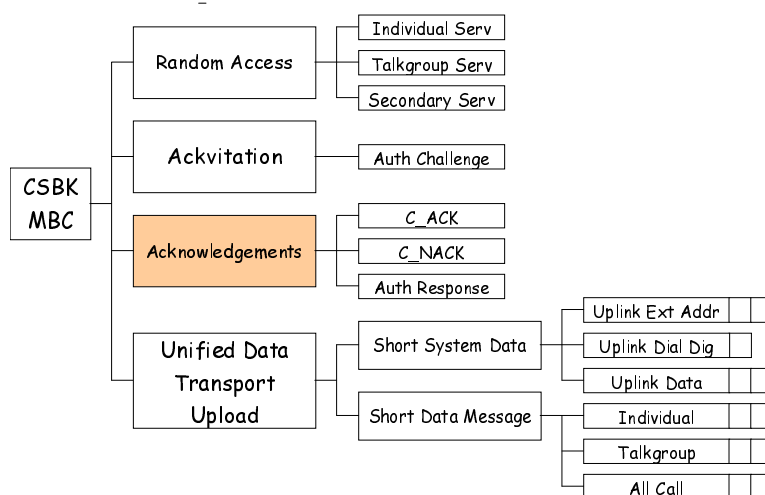 CSBK
MBC
Random Access
Individual Serv
Talkgroup Serv
Secondary Serv
Ackvitation
Auth Challenge
Acknowledgements
C_ACK
C_NACK
Auth Response
Unified Data
Transport
Upload
Short System Data
Uplink Ext Addr
Uplink Dial Dig
Uplink Data
Short Data Message
Individual
Talkgroup
All Call